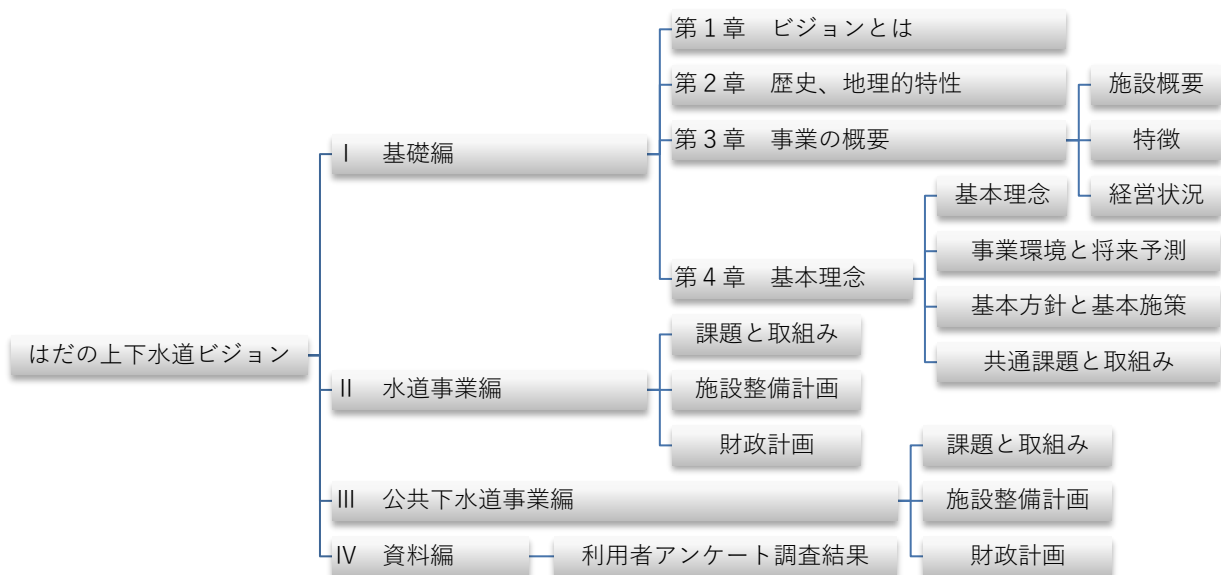 はだの上下水道ビジョン
Ⅰ　基礎編
第１章　ビジョンとは
第２章　歴史、地理的特性
第３章　事業の概要
施設概要
特徴
経営状況
第４章　基本理念
基本理念
事業環境と将来予測
基本方針と基本施策
共通課題と取組み
Ⅱ　水道事業編
課題と取組み
施設整備計画
財政計画
Ⅲ　公共下水道事業編
課題と取組み
施設整備計画
財政計画
Ⅳ　資料編
利用者アンケート調査結果